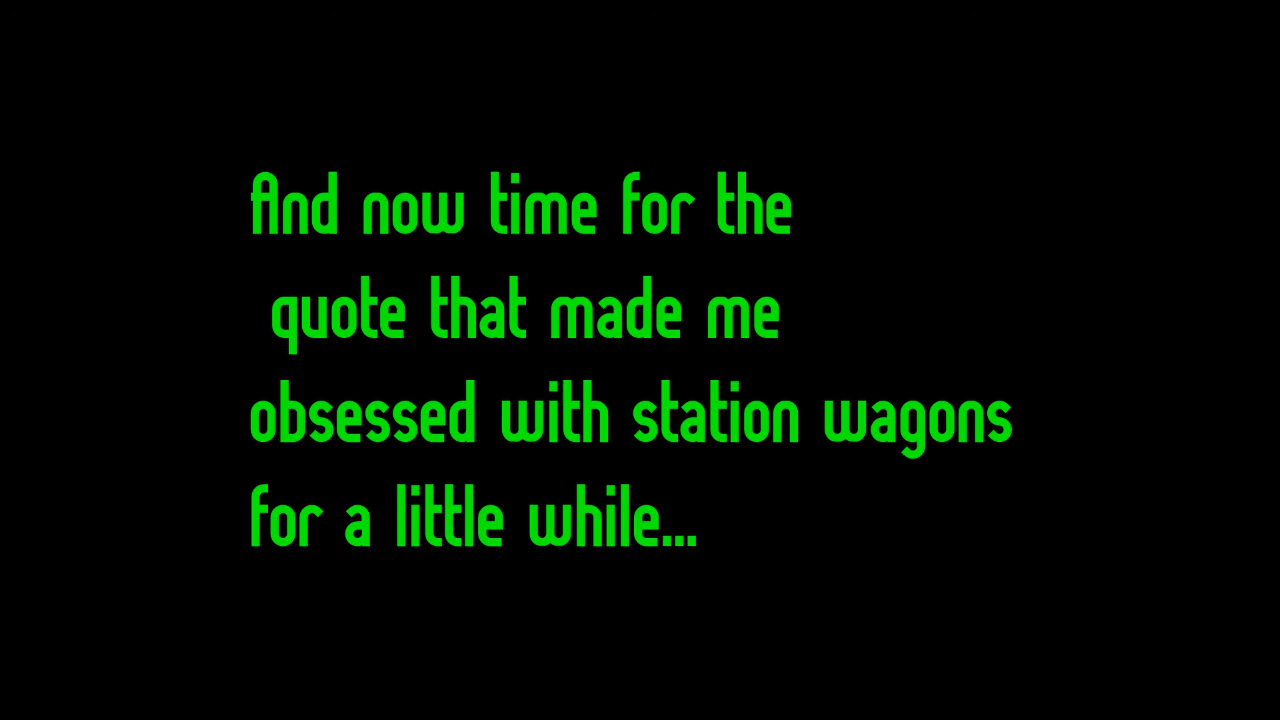 And now time for the
quote that made me
obsessed with station wagons
for a little while...